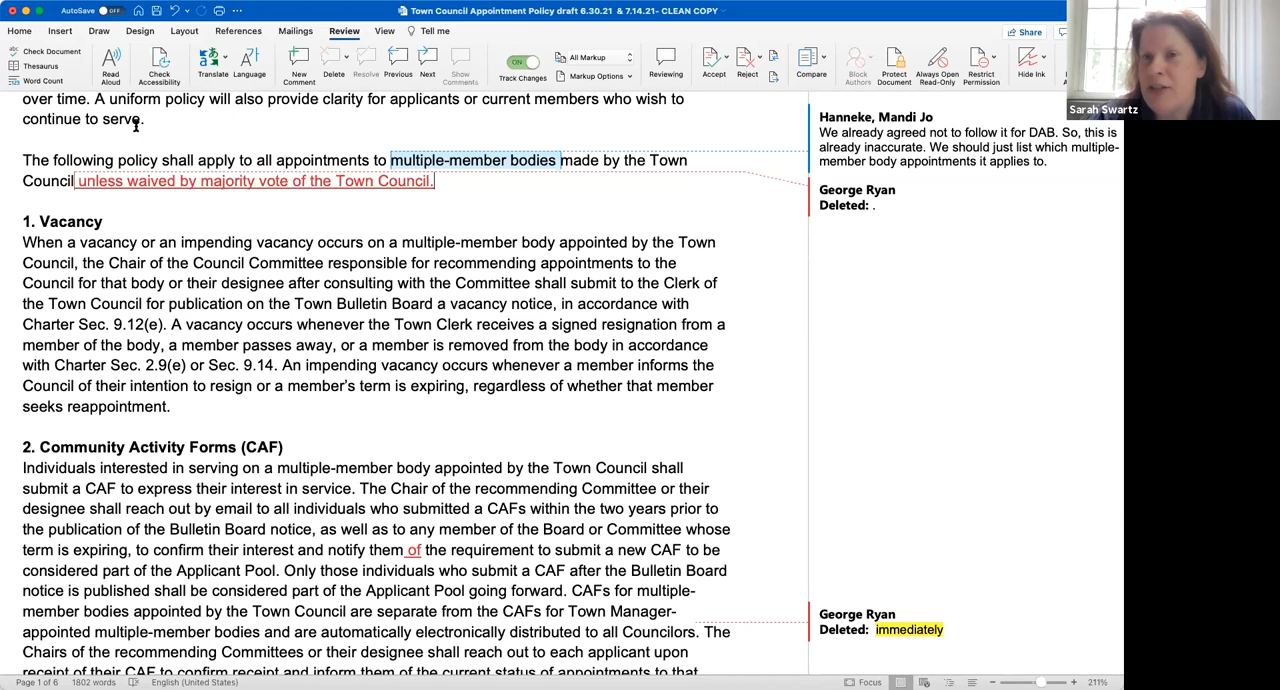 AutoSave OFF
Town Council Appointment Policy draft 6.30.21 & 7.14.21- CLEAN COPY
Home Insert Draw Design Layout References Mailings Review View Tell me
Share
Check Document
Thesaurus
Word Count
Read Aloud
Check Accessibility
Translate
Language
New Comment
Delete
Resolve
Previous
Next
Show Comments
ON
Track Changes
All Markup
Markup Options
Reviewing
Accept
Reject
Compare
Block Authors
Protect Document
Always Open Read-Only
Restrict Permission
Hide Ink
Sarah Swartz
over time. A uniform policy will also provide clarity for applicants or current members who wish to
continue to serve.
The following policy shall apply to all appointments to multiple-member bodies made by the Town
Council unless waived by majority vote of the Town Council.
1. Vacancy
When a vacancy or an impending vacancy occurs on a multiple-member body appointed by the Town
Council, the Chair of the Council Committee responsible for recommending appointments to the
Council for that body or their designee after consulting with the Committee shall submit to the Clerk of
the Town Council for publication on the Town Bulletin Board a vacancy notice, in accordance with
Charter Sec. 9.12(e). A vacancy occurs whenever the Town Clerk receives a signed resignation from a
member of the body, a member passes away, or a member is removed from the body in accordance
with Charter Sec. 2.9(e) or Sec. 9.14. An impending vacancy occurs whenever a member informs the
Council of their intention to resign or a member's term is expiring, regardless of whether that member
seeks reappointment.
2. Community Activity Forms (CAF)
Individuals interested in serving on a multiple-member body appointed by the Town Council shall
submit a CAF to express their interest in service. The Chair of the recommending Committee or their
designee shall reach out by email to all individuals who submitted a CAFs within the two years prior to
the publication of the Bulletin Board notice, as well as to any member of the Board or Committee whose
term is expiring, to confirm their interest and notify them of the requirement to submit a new CAF to be
considered part of the Applicant Pool. Only those individuals who submit a CAF after the Bulletin Board
notice is published shall be considered part of the Applicant Pool going forward. CAFs for multiple-
member bodies appointed by the Town Council are separate from the CAFs for Town Manager-
appointed multiple-member bodies and are automatically electronically distributed to all Councilors. The
Chairs of the recommending Committees or their designee shall reach out to each applicant upon
receipt of their CAF to confirm receipt and inform them of the current status of appointments to that
Hanneke, Mandi Jo
We already agreed not to follow it for DAB. So, this is
already inaccurate. We should just list which multiple-
member body appointments it applies to.
George Ryan
Deleted: .
George Ryan
Deleted: immediately
Page 1 of 6 1802 words English (United States) Focus 211%